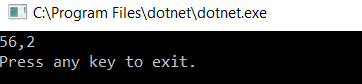 C:\Program Files\dotnet\dotnet.exe
56,2
Press any key to exit.